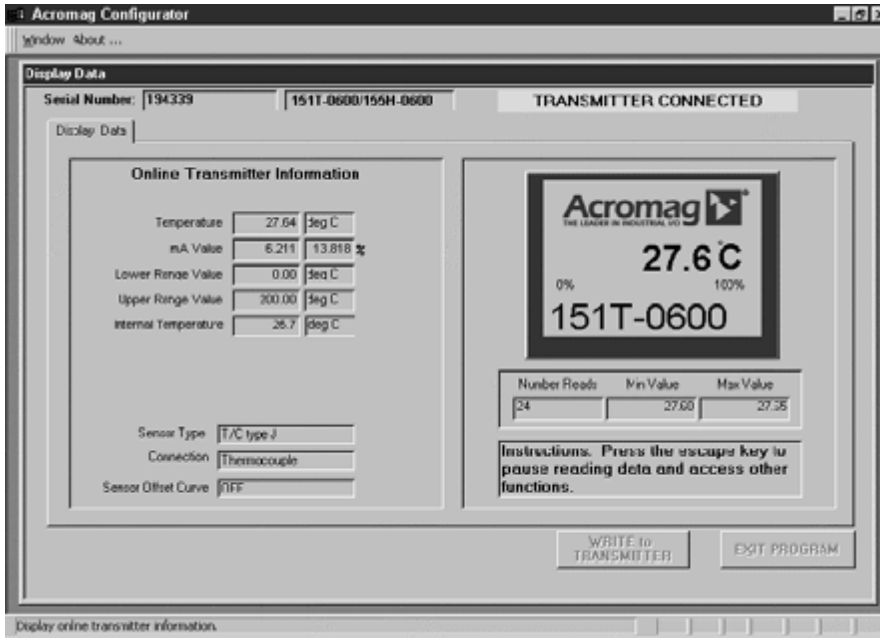 Acromag Configurator
Window About ...
Display Data
Serial Number: 194339 151T-0600/155H-0600 TRANSMITTER CONNECTED
Display Data
Online Transmitter Information
Temperature 27.64 deg C
mA Value 6.211 13.818 %
Lower Range Value 0.00 deg C
Upper Range Value 200.00 deg C
Internal Temperature 26.7 deg C
Sensor Type T/C type J
Connection Thermocouple
Sensor Offset Curve OFF
Acromag
THE LEADER IN INDUSTRIAL I/O
27.6°C
0% 100%
151T-0600
Number Reads Min Value Max Value
24 27.60
Instructions. Press the escape key to
pause reading data and access other
functions.
WRITE to
TRANSMITTER
EXIT PROGRAM
Display online transmitter information.